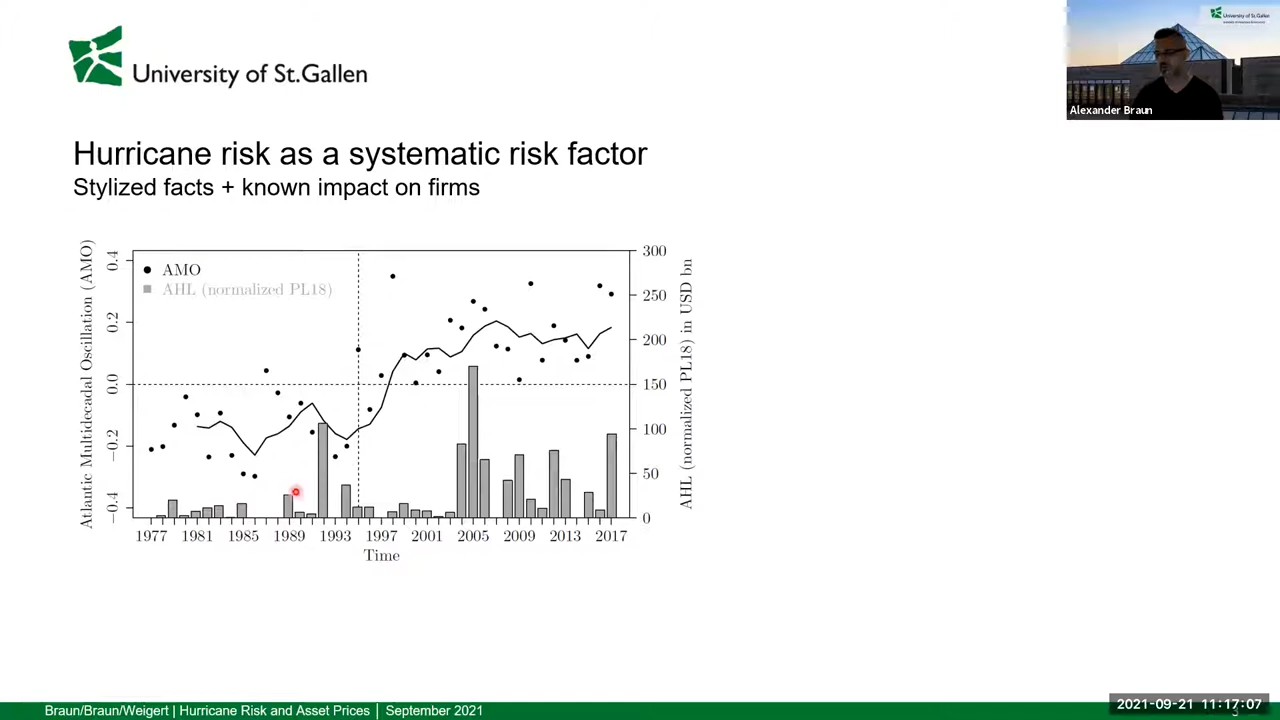 University of St.Gallen
University of St.Gallen
Alexander Braun
Hurricane risk as a systematic risk factor
Stylized facts + known impact on firms
Atlantic Multidecadal Oscillation (AMO)
0.4
0.2
0.0
−0.2
−0.4
AMO
AHL (normalized PL18)
300
250
200
150
100
50
0
AHL (normalized PL18) in USD bn
1977 1981 1985 1989 1993 1997 2001 2005 2009 2013 2017
Time
Braun/Braun/Weigert | Hurricane Risk and Asset Prices | September 2021
2021-09-21 11:17:07